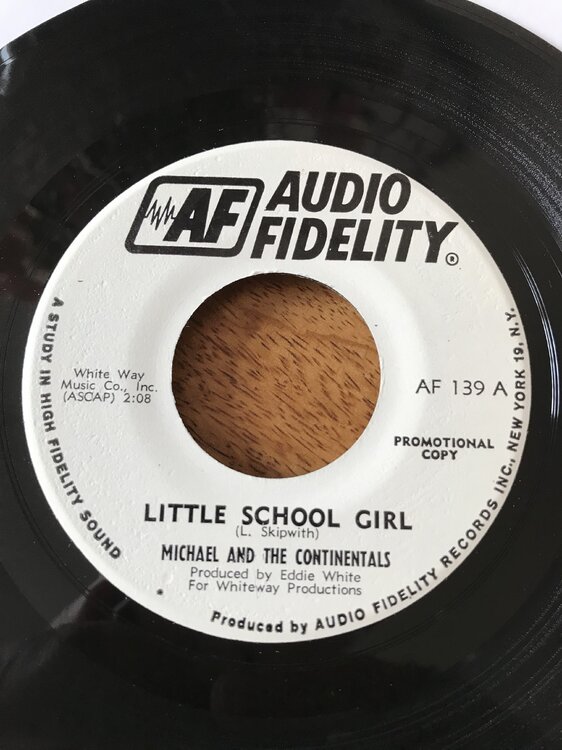 AF AUDIO
FIDELITY®
A STUDY IN HIGH FIDELITY SOUND
White Way
Music Co., Inc.
(ASCAP) 2:08
AF 139 A
PROMOTIONAL
COPY
LITTLE SCHOOL GIRL
(L. Skipwith)
MICHAEL AND THE CONTINENTALS
Produced by Eddie White
For Whiteway Productions
Produced by AUDIO FIDELITY RECORDS INC., NEW YORK 19, N.Y.